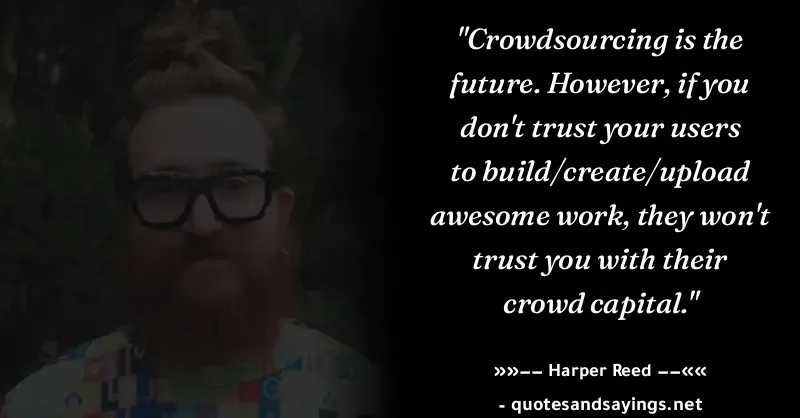 "Crowdsourcing is the
future. However, if you
don't trust your users
to build/create/upload
awesome work, they won't
trust you with their
crowd capital."
»»−− Harper Reed −−««
- quotesandsayings.net